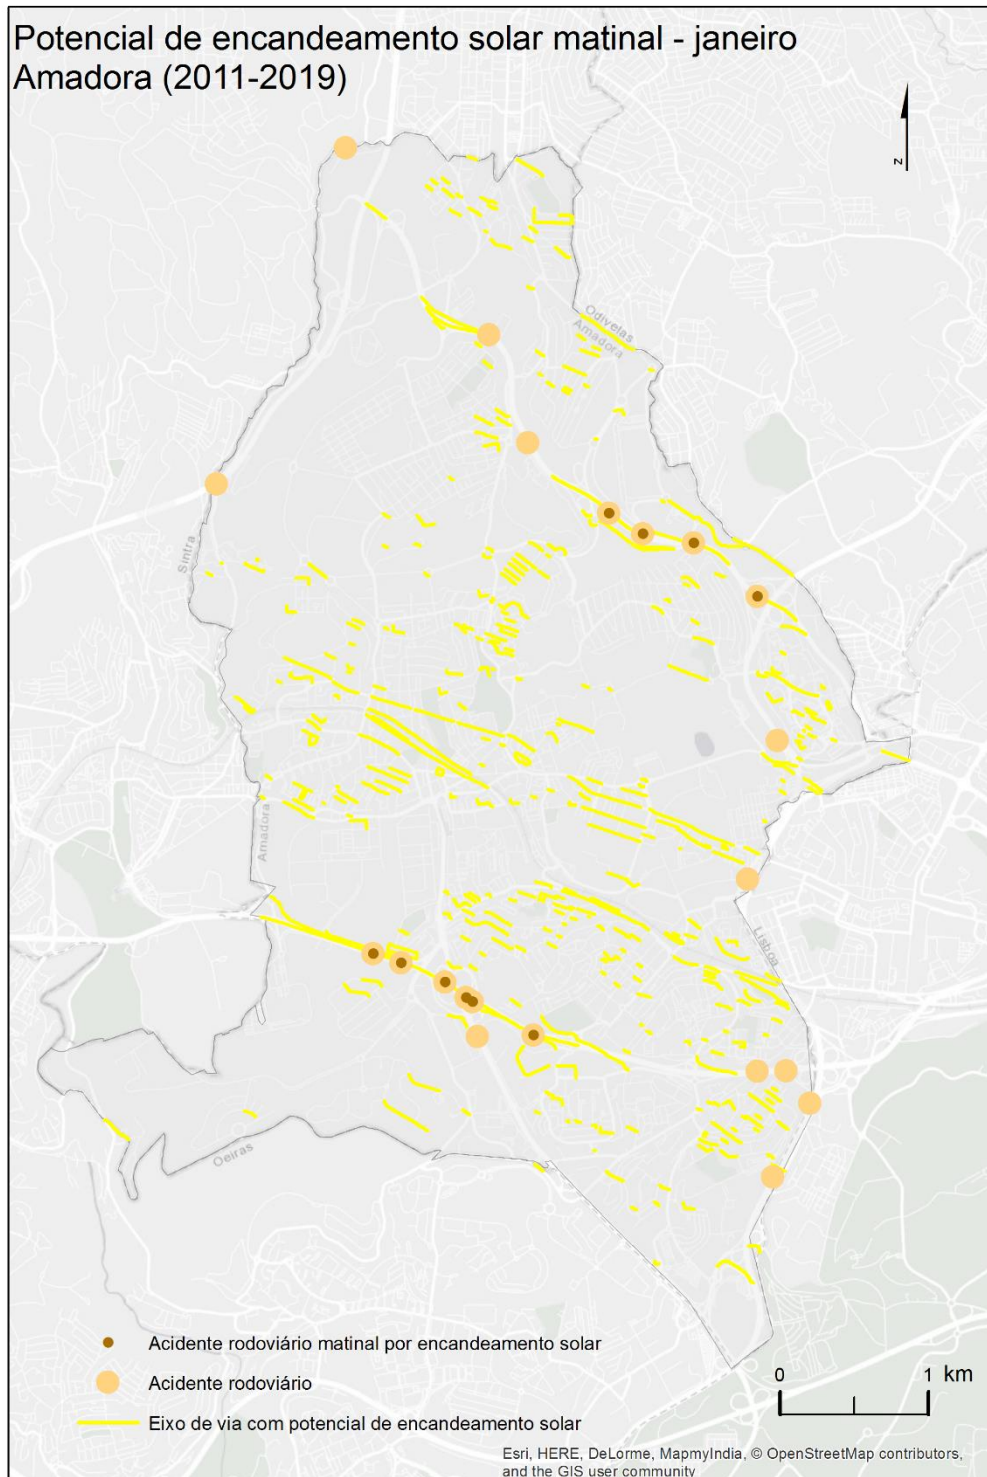 Potencial de encandeamento solar matinal - janeiro
Amadora (2011-2019)
z
Odivelas
Amadora
Sintra
Amadora
Lisboa
Oeiras
Acidente rodoviário matinal por encandeamento solar
Acidente rodoviário
Eixo de via com potencial de encandeamento solar
0 1 km
Esri, HERE, DeLorme, MapmyIndia, © OpenStreetMap contributors,
and the GIS user community